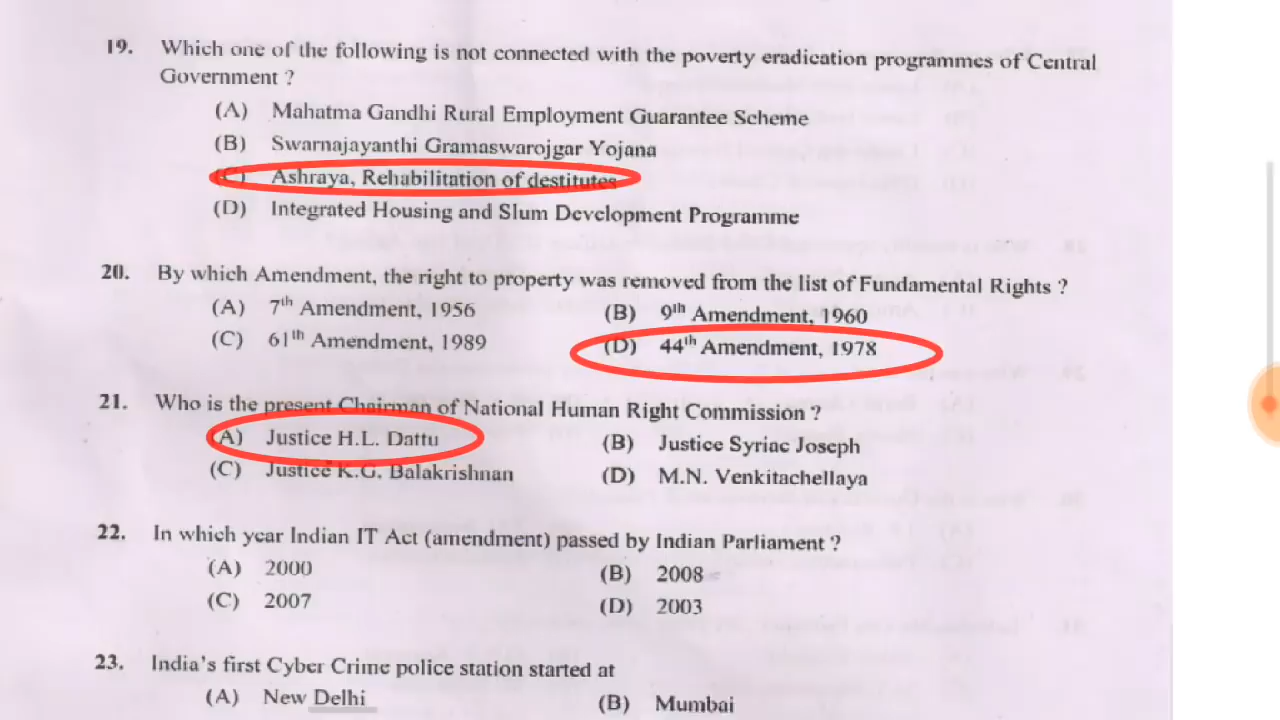 19. Which one of the following is not connected with the poverty eradication programmes of Central
Government ?
(A) Mahatma Gandhi Rural Employment Guarantee Scheme
(B) Swarnajayanthi Gramaswarojgar Yojana
(C) Ashraya, Rehabilitation of destitutes
(D) Integrated Housing and Slum Development Programme
20. By which Amendment, the right to property was removed from the list of Fundamental Rights ?
(A) 7th Amendment, 1956 (B) 9th Amendment, 1960
(C) 61th Amendment, 1989 (D) 44th Amendment, 1978
21. Who is the present Chairman of National Human Right Commission ?
(A) Justice H.L. Dattu (B) Justice Syriac Joseph
(C) Justice K.G. Balakrishnan (D) M.N. Venkitachellaya
22. In which year Indian IT Act (amendment) passed by Indian Parliament ?
(A) 2000 (B) 2008
(C) 2007 (D) 2003
23. India's first Cyber Crime police station started at
(A) New Delhi (B) Mumbai